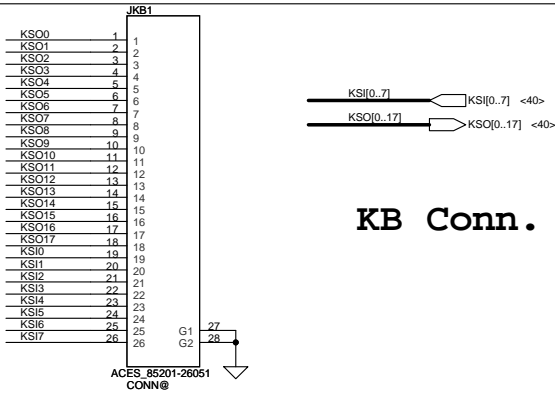 JKB1
KSO0 1 1
KSO1 2 2
KSO2 3 3
KSO3 4 4
KSO4 5 5
KSO5 6 6
KSO6 7 7
KSO7 8 8
KSO8 9 9
KSO9 10 10
KSO10 11 11
KSO11 12 12
KSO12 13 13
KSO13 14 14
KSO14 15 15
KSO15 16 16
KSO16 17 17
KSO17 18 18
KSI0 19 19
KSI1 20 20
KSI2 21 21
KSI3 22 22
KSI4 23 23
KSI5 24 24
KSI6 25 25 G1 27
KSI7 26 26 G2 28
ACES_85201-26051
CONN@
KSI[0..7] KSI[0..7] <40>
KSO[0..17] KSO[0..17] <40>
KB Conn.